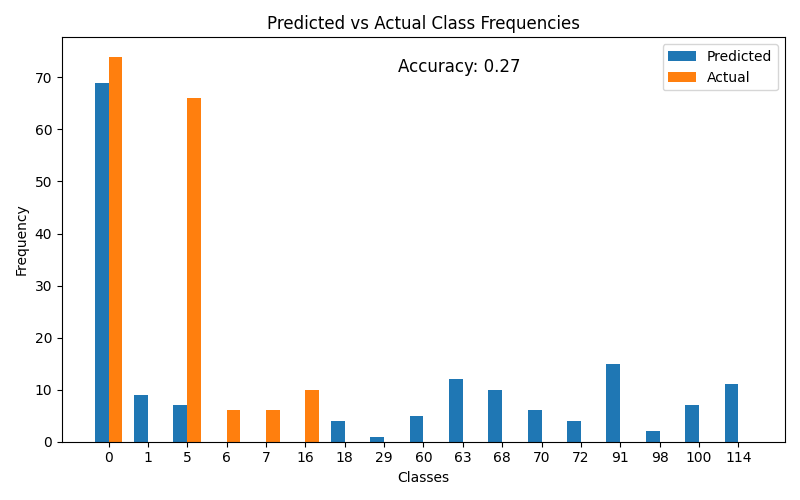 Predicted vs Actual Class Frequencies
Accuracy: 0.27
Predicted
Actual
Frequency
70
60
50
40
30
20
10
0
0 1 5 6 7 16 18 29 60 63 68 70 72 91 98 100 114
Classes